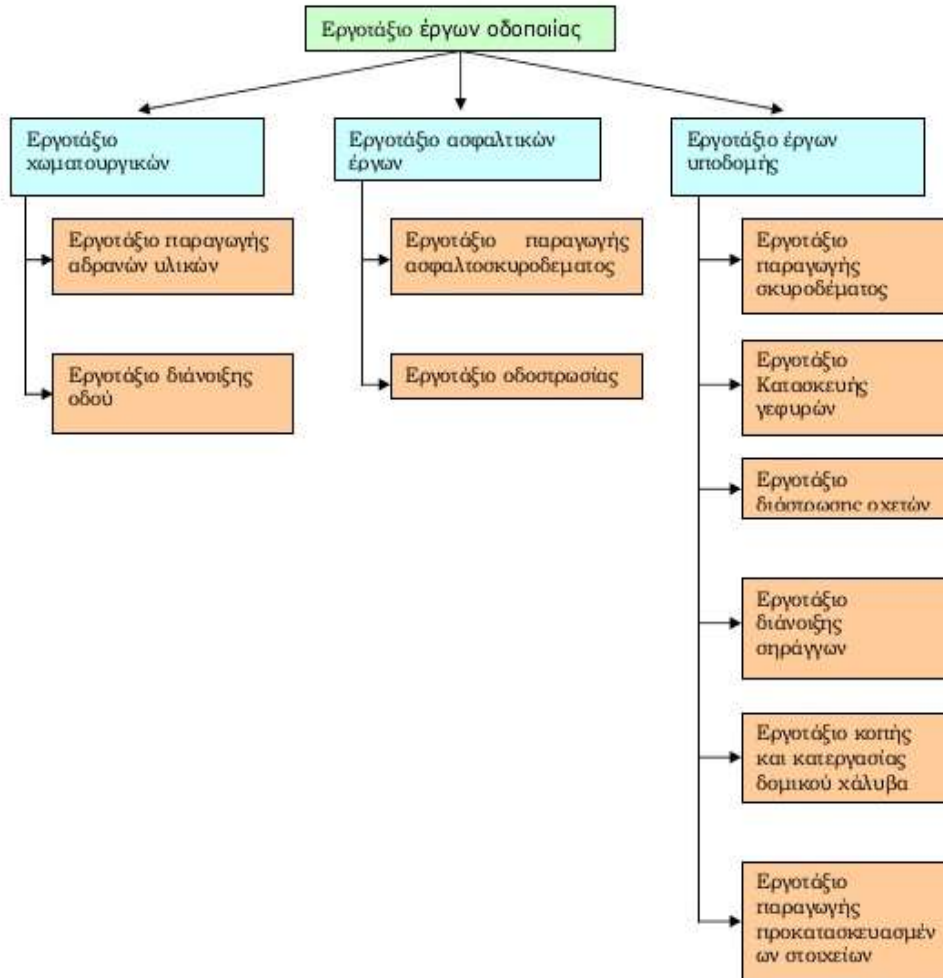 Εργοτάξιο έργων οδοποιίας
Εργοτάξιο
χωματουργικών
Εργοτάξιο παραγωγής
αδρανών υλικών
Εργοτάξιο διάνοιξης
οδού
Εργοτάξιο ασφαλτικών
έργων
Εργοτάξιο παραγωγής
ασφαλτοσκυροδεματος
Εργοτάξιο οδοστρωσίας
Εργοτάξιο έργων
υποδομής
Εργοτάξιο
παραγωγής
σκυροδέματος
Εργοτάξιο
Κατασκευής
γεφυρών
Εργοτάξιο
διάστρωσης οχετών
Εργοτάξιο
διάνοιξης
σηράγγων
Εργοτάξιο κοπής
και κατεργασίας
δομικού χάλυβα
Εργοτάξιο
παραγωγής
προκατασκευασμέν
ων στοιχείων